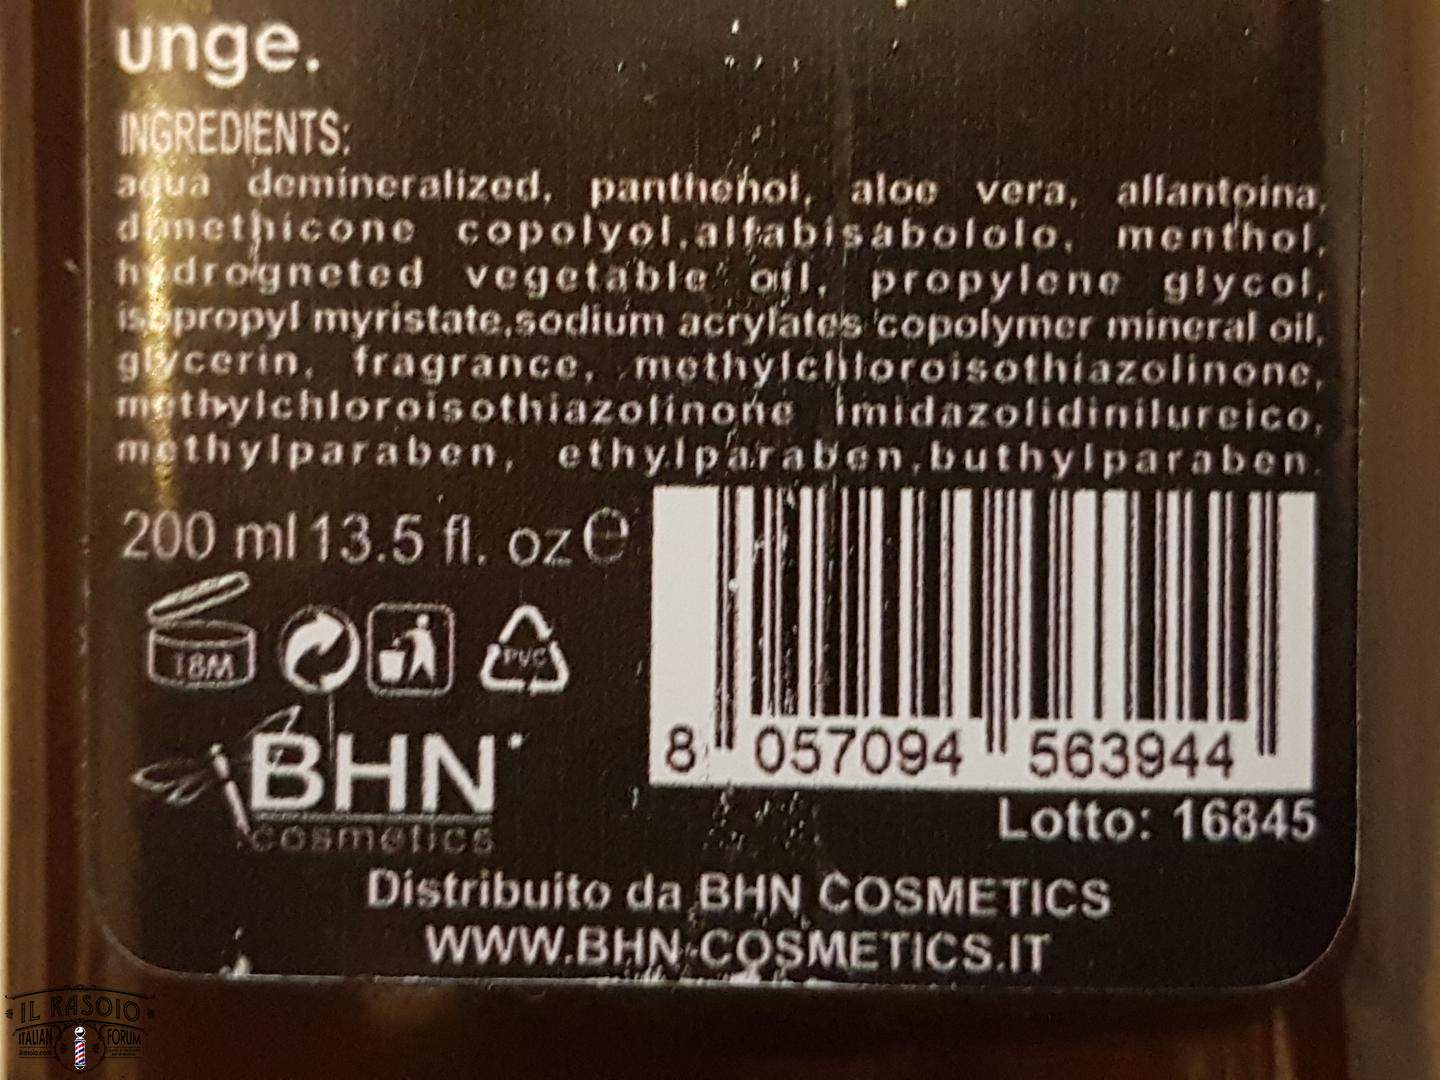 unge.
INGREDIENTS:
aqua demineralized, panthenol, aloe vera, allantoina,
dimethicone copolyol,alfabisabololo, menthol,
hydrogneted vegetable oil, propylene glycol,
isopropyl myristate,sodium acrylates copolymer mineral oil,
glycerin, fragrance, methylchloroisothiazolinone,
methylchloroisothiazolinone imidazolidinilureico,
methylparaben, ethylparaben,buthylparaben.
200 ml 13.5 fl. oz e
18M
PVC
BHN
cosmetics
8 057094 563944
Lotto: 16845
Distribuito da BHN COSMETICS
WWW.BHN-COSMETICS.IT
IL RASOIO
ITALIAN FORUM